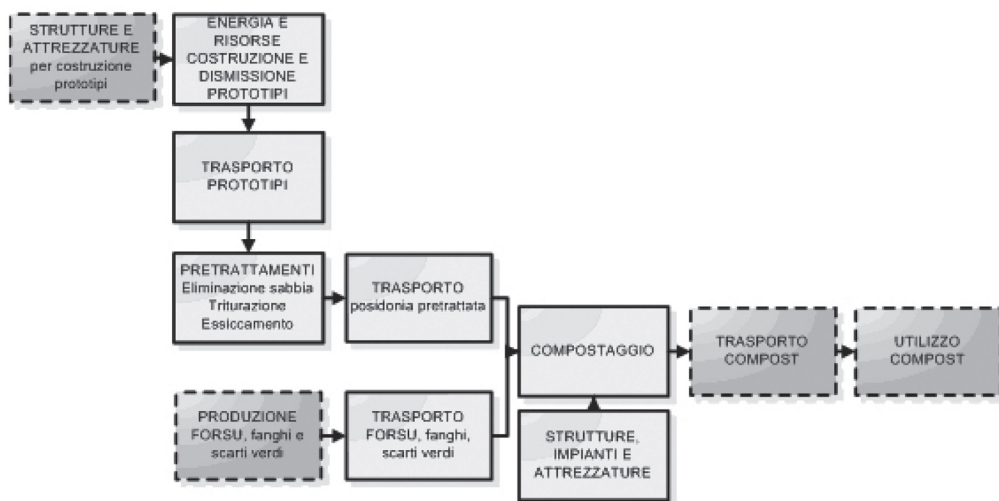 STRUTTURE E
ATTREZZATURE
per costruzione
prototipi
ENERGIA E
RISORSE
COSTRUZIONE E
DISMISSIONE
PROTOTIPI
TRASPORTO
PROTOTIPI
PRETRATTAMENTI
Eliminazione sabbia
Triturazione
Essiccamento
TRASPORTO
posidonia pretrattata
COMPOSTAGGIO
TRASPORTO
COMPOST
UTILIZZO
COMPOST
PRODUZIONE
FORSU, fanghi e
scarti verdi
TRASPORTO
FORSU, fanghi,
scarti verdi
STRUTTURE,
IMPIANTI E
ATTREZZATURE